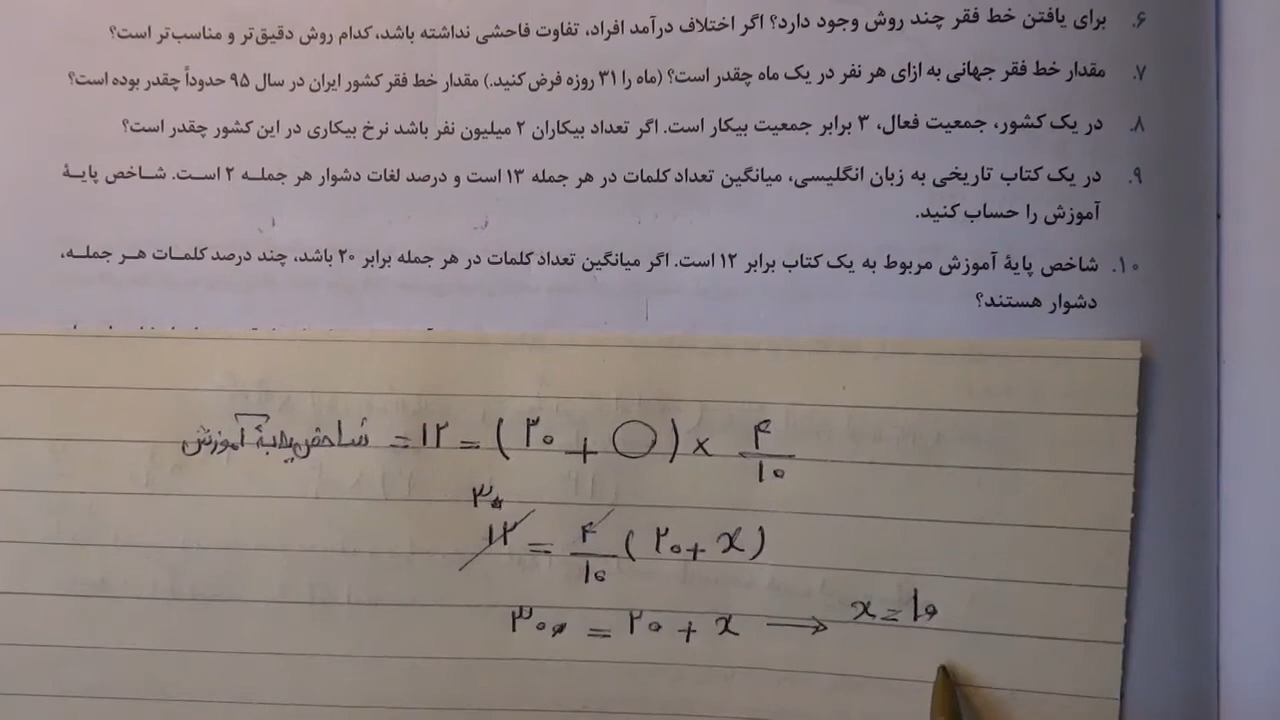 ۶. برای یافتن خط فقر چند روش وجود دارد؟ اگر اختلاف درآمد افراد، تفاوت فاحشی نداشته باشد، کدام روش دقیق‌تر و مناسب‌تر است؟
۷. مقدار خط فقر جهانی به ازای هر نفر در یک ماه چقدر است؟ (ماه را ۳۱ روزه فرض کنید.) مقدار خط فقر کشور ایران در سال ۹۵ حدوداً چقدر بوده است؟
۸. در یک کشور، جمعیت فعال، ۳ برابر جمعیت بیکار است. اگر تعداد بیکاران ۲ میلیون نفر باشد نرخ بیکاری در این کشور چقدر است؟
۹. در یک کتاب تاریخی به زبان انگلیسی، میانگین تعداد کلمات در هر جمله ۱۳ است و درصد لغات دشوار هر جمله ۲ است. شاخص پایهٔ
آموزش را حساب کنید.
۱۰. شاخص پایهٔ آموزش مربوط به یک کتاب برابر ۱۲ است. اگر میانگین تعداد کلمات در هر جمله برابر ۲۰ باشد، چند درصد کلمات هر جمله،
دشوار هستند؟
شاخص پایهٔ آموزش = ۱۲ = (۲۰ + ○) × ۴/۱۰
۳
۱۲ = ۴/۱۰ (۲۰ + x)
۳۰ = ۲۰ + x → x = ۱۰